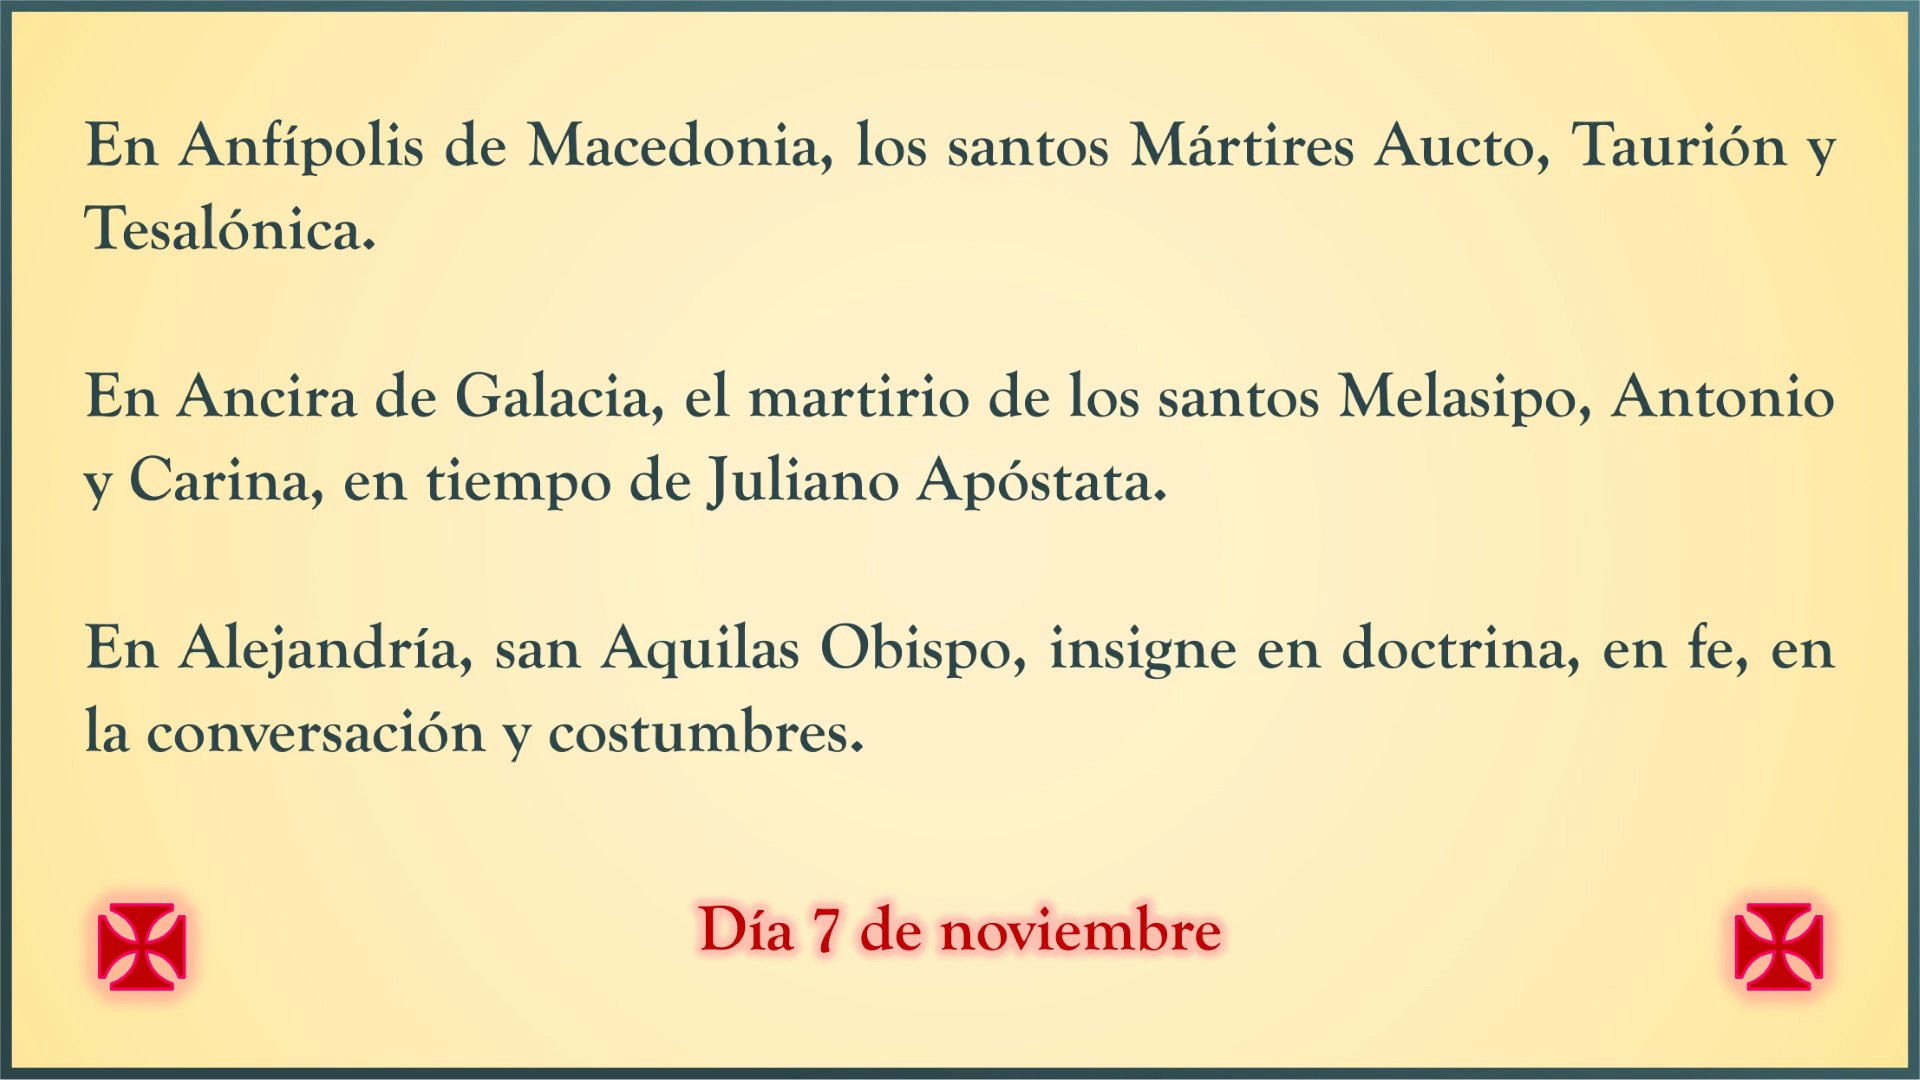 En Anfípolis de Macedonia, los santos Mártires Aucto, Taurión y
Tesalónica.
En Ancira de Galacia, el martirio de los santos Melasipo, Antonio
y Carina, en tiempo de Juliano Apóstata.
En Alejandría, san Aquilas Obispo, insigne en doctrina, en fe, en
la conversación y costumbres.
Día 7 de noviembre